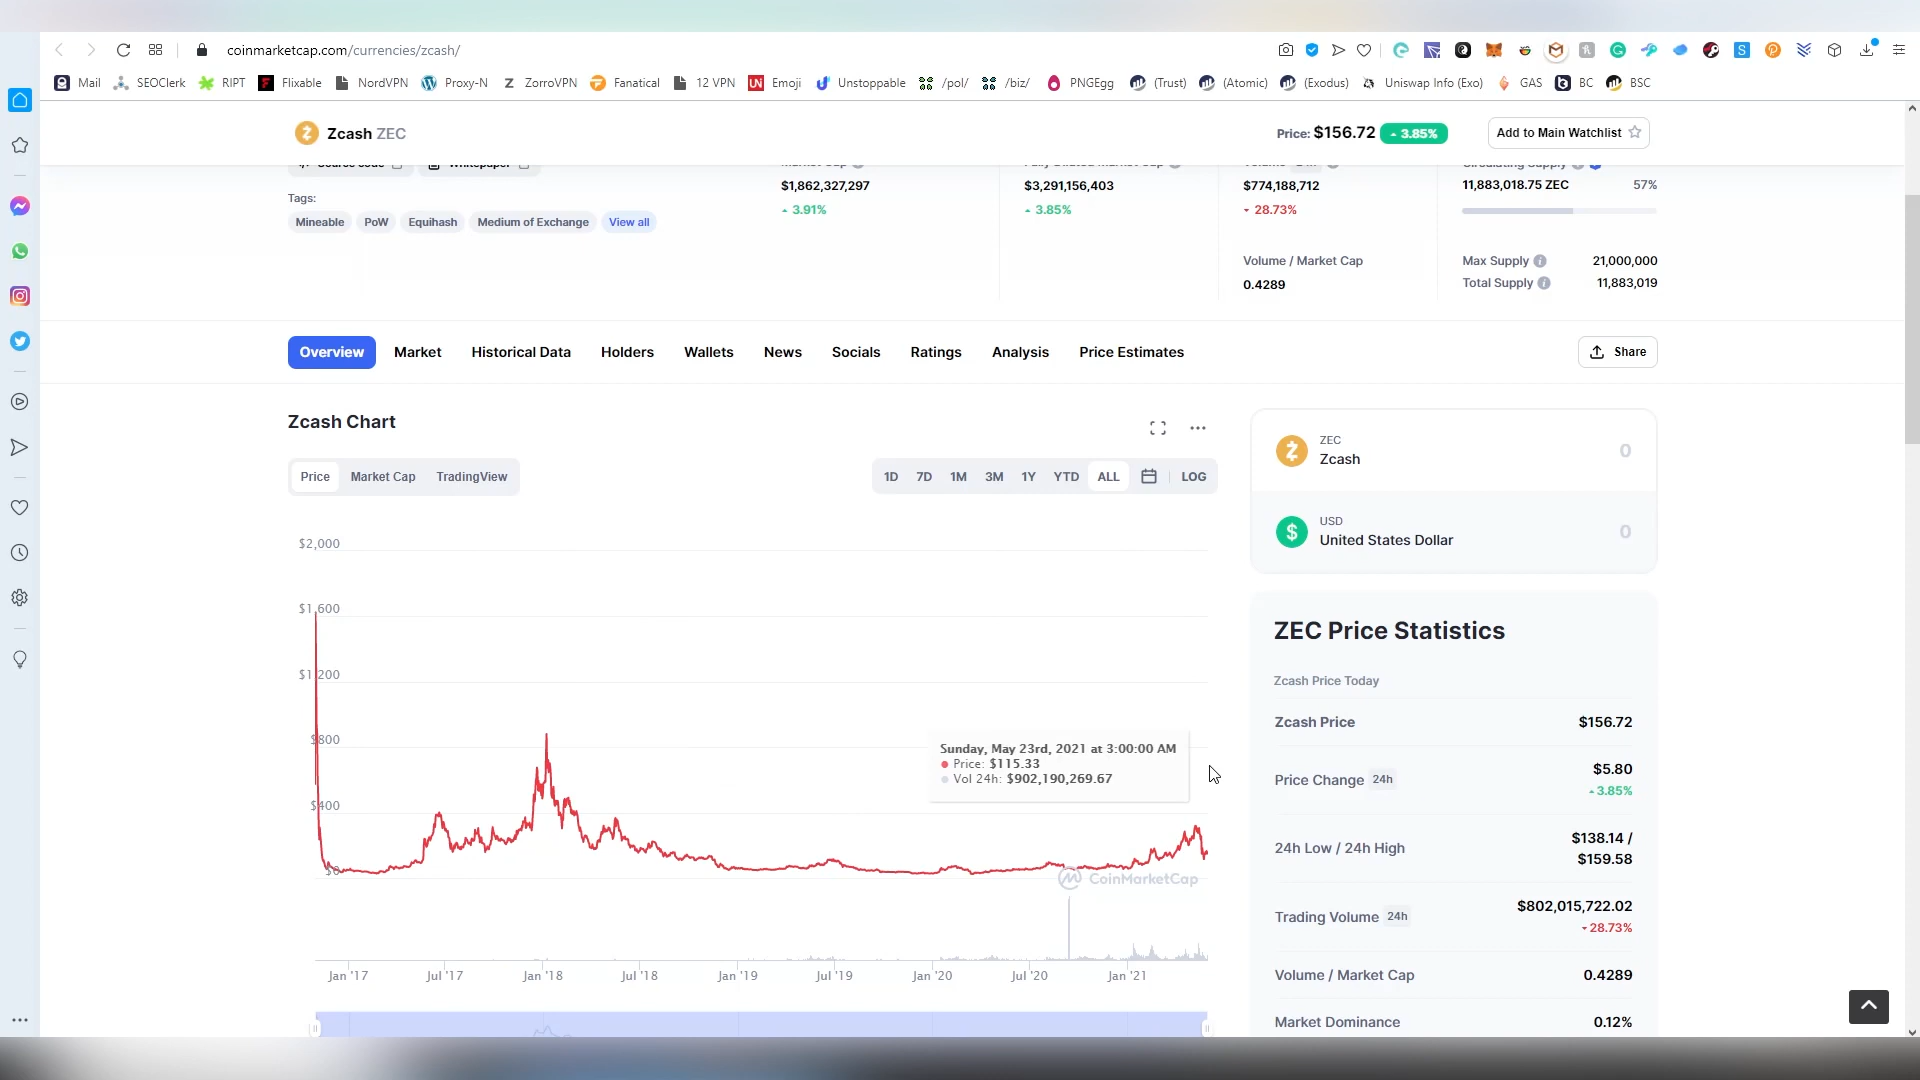 coinmarketcap.com/currencies/zcash/
Mail SEOClerk RIPT Flixable NordVPN Proxy-N ZorroVPN Fanatical 12 VPN Emoji Unstoppable /pol/ /biz/ PNGEgg (Trust) (Atomic) (Exodus) Uniswap Info (Exo) GAS BC BSC
Zcash ZEC
Price: $156.72 3.85%
Add to Main Watchlist
Tags:
Mineable PoW Equihash Medium of Exchange View all
$1,862,327,297
3.91%
$3,291,156,403
3.85%
$774,188,712
28.73%
Volume / Market Cap
0.4289
Circulating Supply
11,883,018.75 ZEC 57%
Max Supply 21,000,000
Total Supply 11,883,019
Overview Market Historical Data Holders Wallets News Socials Ratings Analysis Price Estimates
Share
Zcash Chart
Price Market Cap TradingView
1D 7D 1M 3M 1Y YTD ALL LOG
$2,000
$1,600
$1,200
$800
$400
$0
Sunday, May 23rd, 2021 at 3:00:00 AM
Price: $115.33
Vol 24h: $902,190,269.67
CoinMarketCap
Jan '17 Jul '17 Jan '18 Jul '18 Jan '19 Jul '19 Jan '20 Jul '20 Jan '21
ZEC
Zcash 0
USD
United States Dollar 0
ZEC Price Statistics
Zcash Price Today
Zcash Price $156.72
Price Change 24h $5.80
3.85%
24h Low / 24h High $138.14 /
$159.58
Trading Volume 24h $802,015,722.02
28.73%
Volume / Market Cap 0.4289
Market Dominance 0.12%